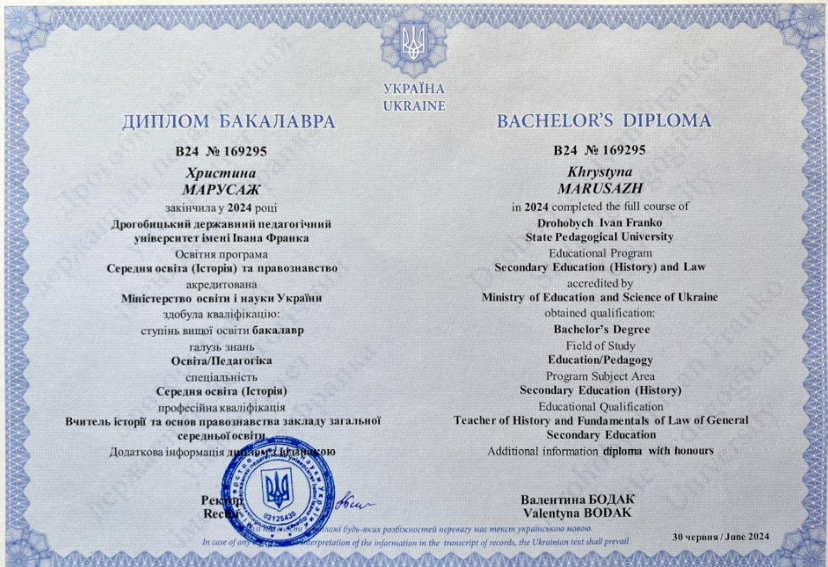 УКРАЇНА
UKRAINE
ДИПЛОМ БАКАЛАВРА
B24 № 169295
Христина
МАРУСАЖ
закінчила у 2024 році
Дрогобицький державний педагогічний
університет імені Івана Франка
Освітня програма
Середня освіта (Історія) та правознавство
акредитована
Міністерство освіти і науки України
здобула кваліфікацію:
ступінь вищої освіти бакалавр
галузь знань
Освіта/Педагогіка
спеціальність
Середня освіта (Історія)
професійна кваліфікація
Вчитель історії та основ правознавства закладу загальної
середньої освіти
Додаткова інформація диплом з відзнакою
Ректор
Rector
BACHELOR'S DIPLOMA
B24 № 169295
Khrystyna
MARUSAZH
in 2024 completed the full course of
Drohobych Ivan Franko
State Pedagogical University
Educational Program
Secondary Education (History) and Law
accredited by
Ministry of Education and Science of Ukraine
obtained qualification:
Bachelor's Degree
Field of Study
Education/Pedagogy
Program Subject Area
Secondary Education (History)
Educational Qualification
Teacher of History and Fundamentals of Law of General
Secondary Education
Additional information diploma with honours
Валентина БОДАК
Valentyna BODAK
02125438
будь-яких розбіжностей перевагу має текст українською мовою.
In case of any interpretation of the information in the transcript of records, the Ukrainian text shall prevail
30 червня / June 2024